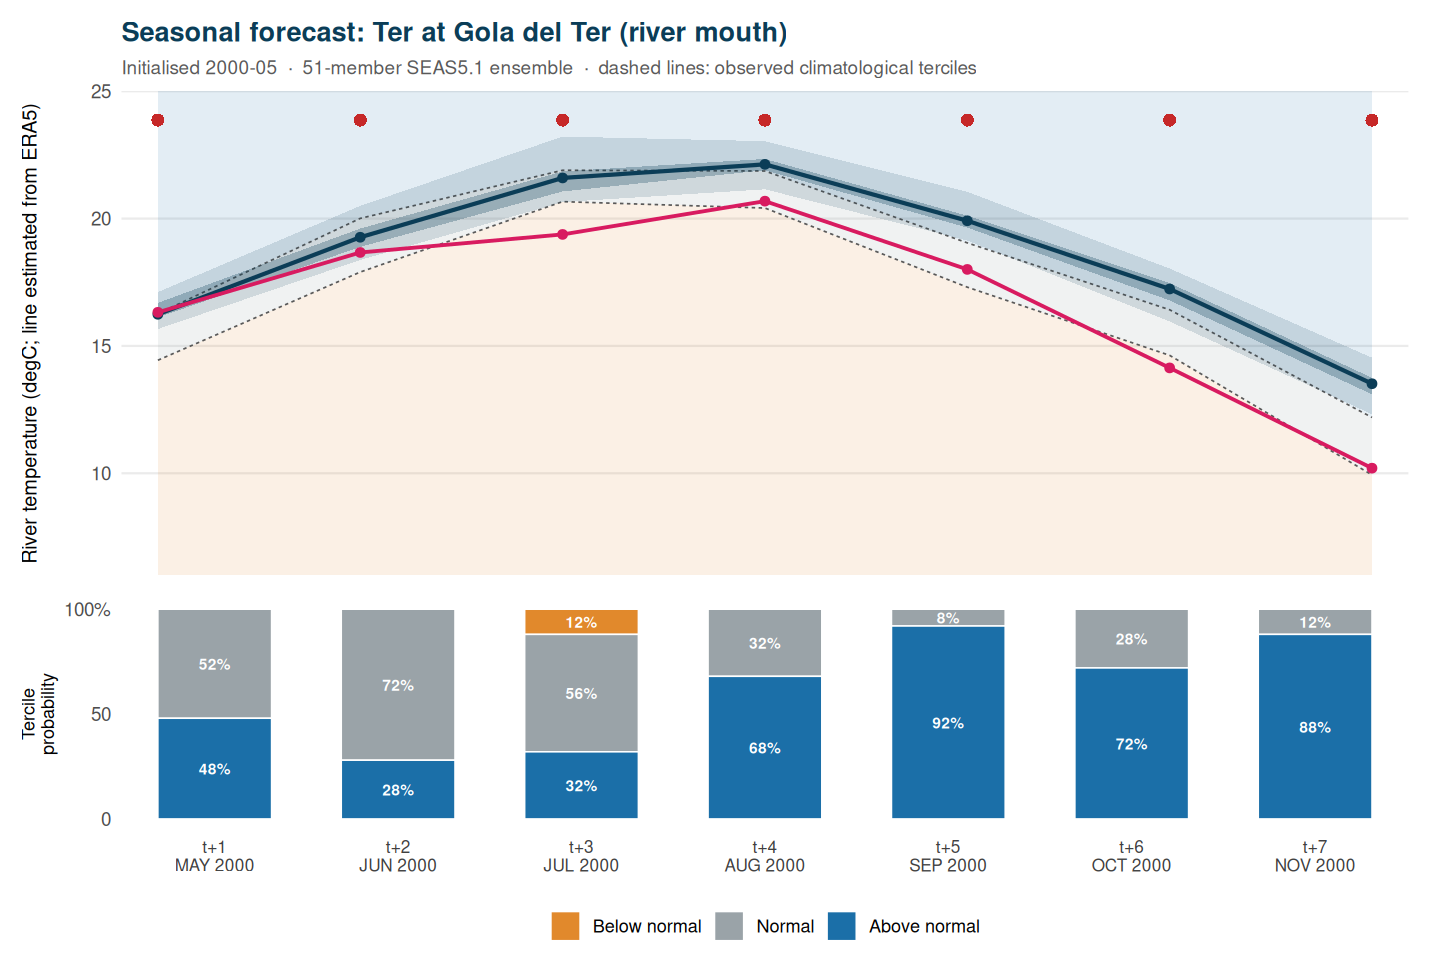 Seasonal forecast: Ter at Gola del Ter (river mouth)
Initialised 2000-05 · 51-member SEAS5.1 ensemble · dashed lines: observed climatological terciles
River temperature (degC; line estimated from ERA5)
25
20
15
10
Tercile
probability
100%
50
0
52%
48%
72%
28%
12%
56%
32%
32%
68%
8%
92%
28%
72%
12%
88%
t+1
MAY 2000
t+2
JUN 2000
t+3
JUL 2000
t+4
AUG 2000
t+5
SEP 2000
t+6
OCT 2000
t+7
NOV 2000
Below normal
Normal
Above normal